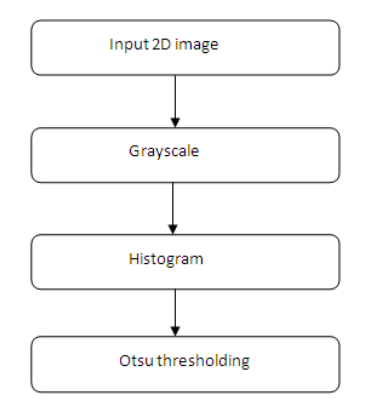 Input 2D image
Grayscale
Histogram
Otsu thresholding